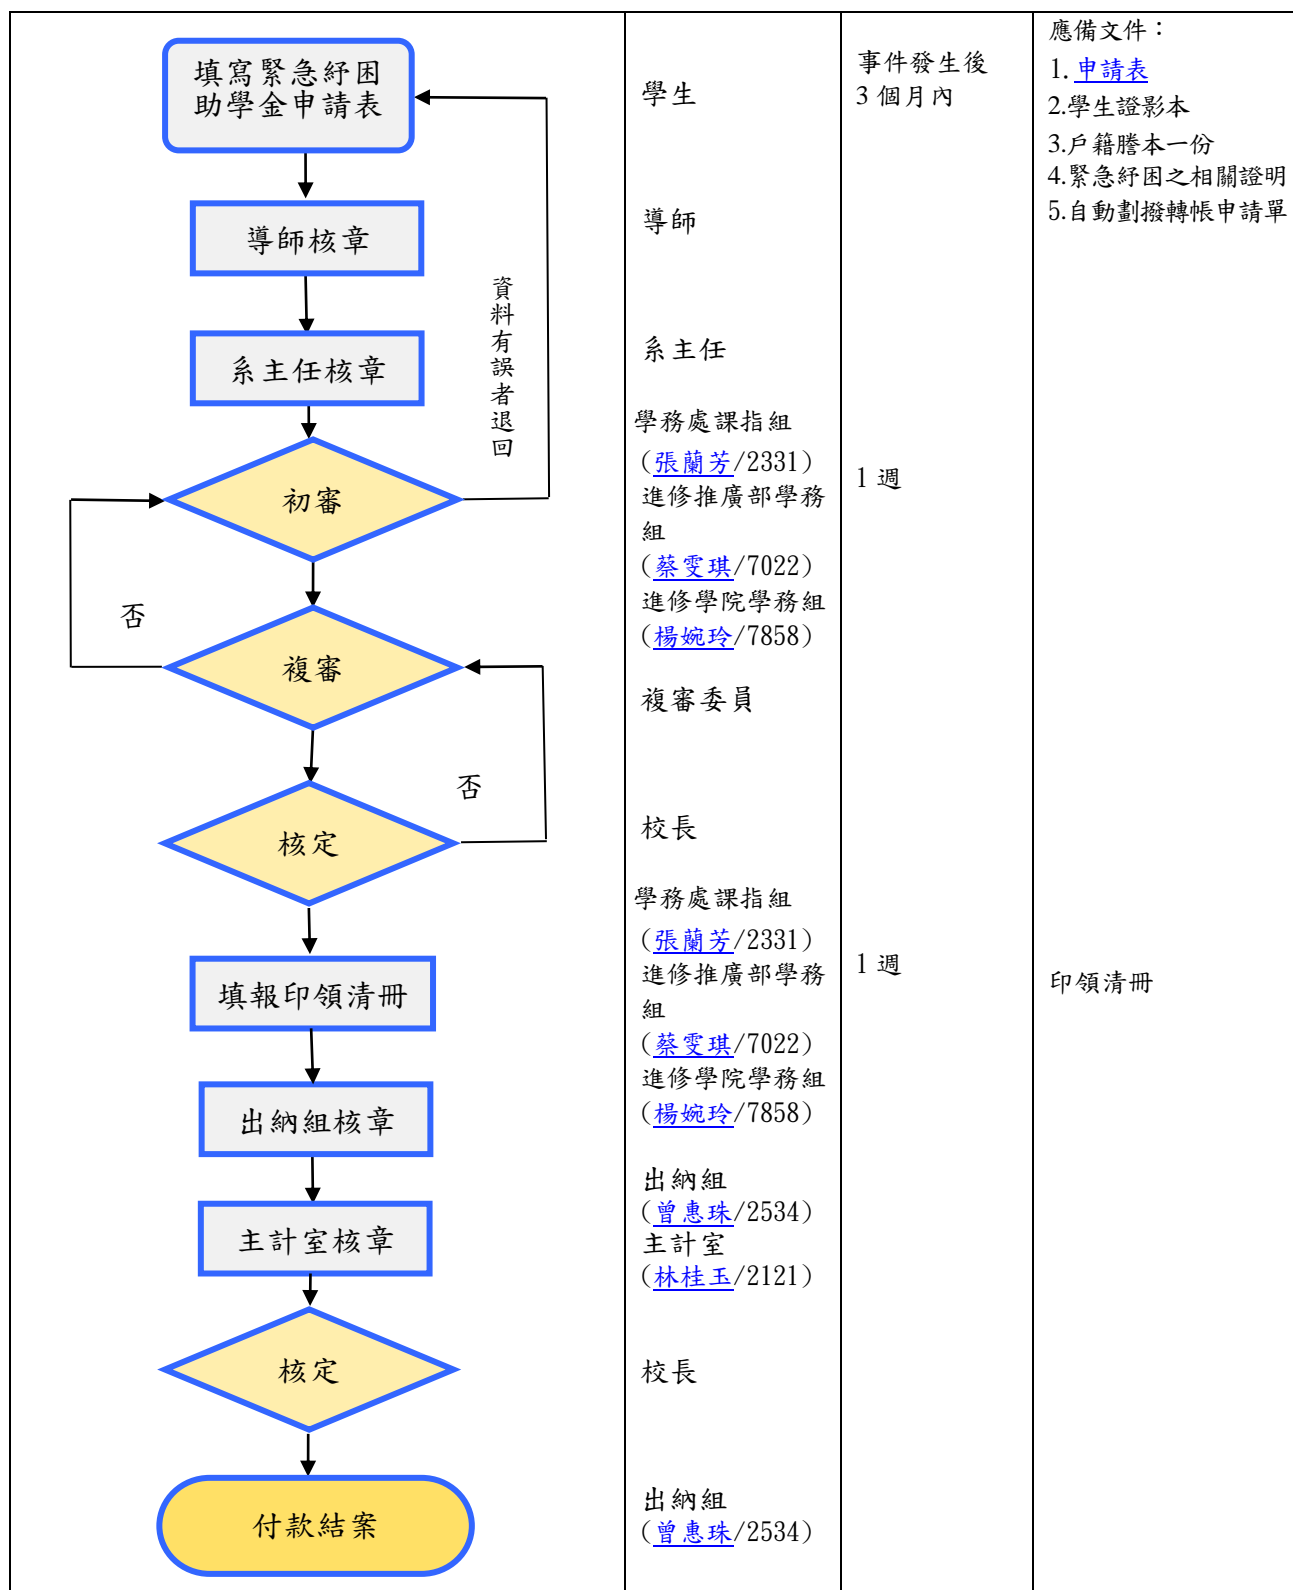 填寫緊急紓困
助學金申請表
導師核章
系主任核章
資料有誤者退回
初審
否
複審
否
核定
填報印領清冊
出納組核章
主計室核章
核定
付款結案
學生
導師
系主任
學務處課指組
(張蘭芳/2331)
進修推廣部學務
組
(蔡雯琪/7022)
進修學院學務組
(楊婉玲/7858)
複審委員
校長
學務處課指組
(張蘭芳/2331)
進修推廣部學務
組
(蔡雯琪/7022)
進修學院學務組
(楊婉玲/7858)
出納組
(曾惠珠/2534)
主計室
(林桂玉/2121)
校長
出納組
(曾惠珠/2534)
事件發生後
3 個月內
1 週
1 週
應備文件：
1. 申請表
2.學生證影本
3.戶籍謄本一份
4.緊急紓困之相關證明
5.自動劃撥轉帳申請單
印領清冊